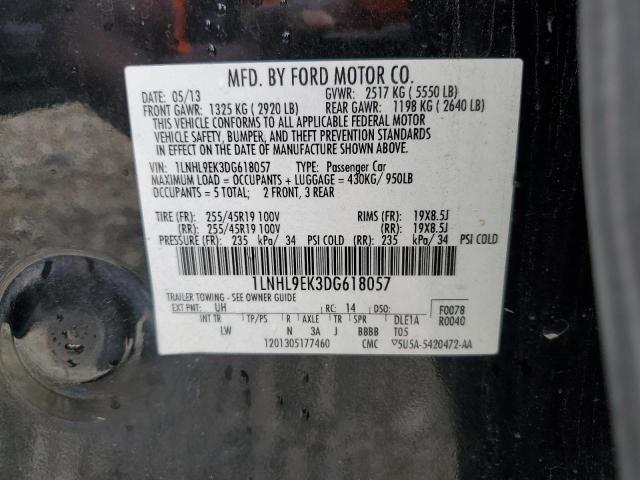 MFD. BY FORD MOTOR CO.
DATE: 05/13 GVWR: 2517 KG ( 5550 LB)
FRONT GAWR: 1325 KG ( 2920 LB) REAR GAWR: 1198 KG ( 2640 LB)
THIS VEHICLE CONFORMS TO ALL APPLICABLE FEDERAL MOTOR
VEHICLE SAFETY, BUMPER, AND THEFT PREVENTION STANDARDS
IN EFFECT ON THE DATE OF MANUFACTURE SHOWN ABOVE.
VIN: 1LNHL9EK3DG618057 TYPE: Passenger Car
MAXIMUM LOAD = OCCUPANTS + LUGGAGE = 430KG/ 950LB
OCCUPANTS = 5 TOTAL; 2 FRONT, 3 REAR
TIRE (FR): 255/45R19 100V RIMS (FR): 19X8.5J
(RR): 255/45R19 100V (RR): 19X8.5J
PRESSURE (FR): 235 kPa/ 34 PSI COLD (RR): 235 kPa/ 34 PSI COLD
1LNHL9EK3DG618057
TRAILER TOWING - SEE OWNER GUIDE
EXT PNT: UH RC: 14 DSO: F0078
INT TR TP/PS R AXLE TR SPR DLE1A R0040
LW N 3A J BBBB T05
1201305177460 CMC ▽5U5A-5420472-AA